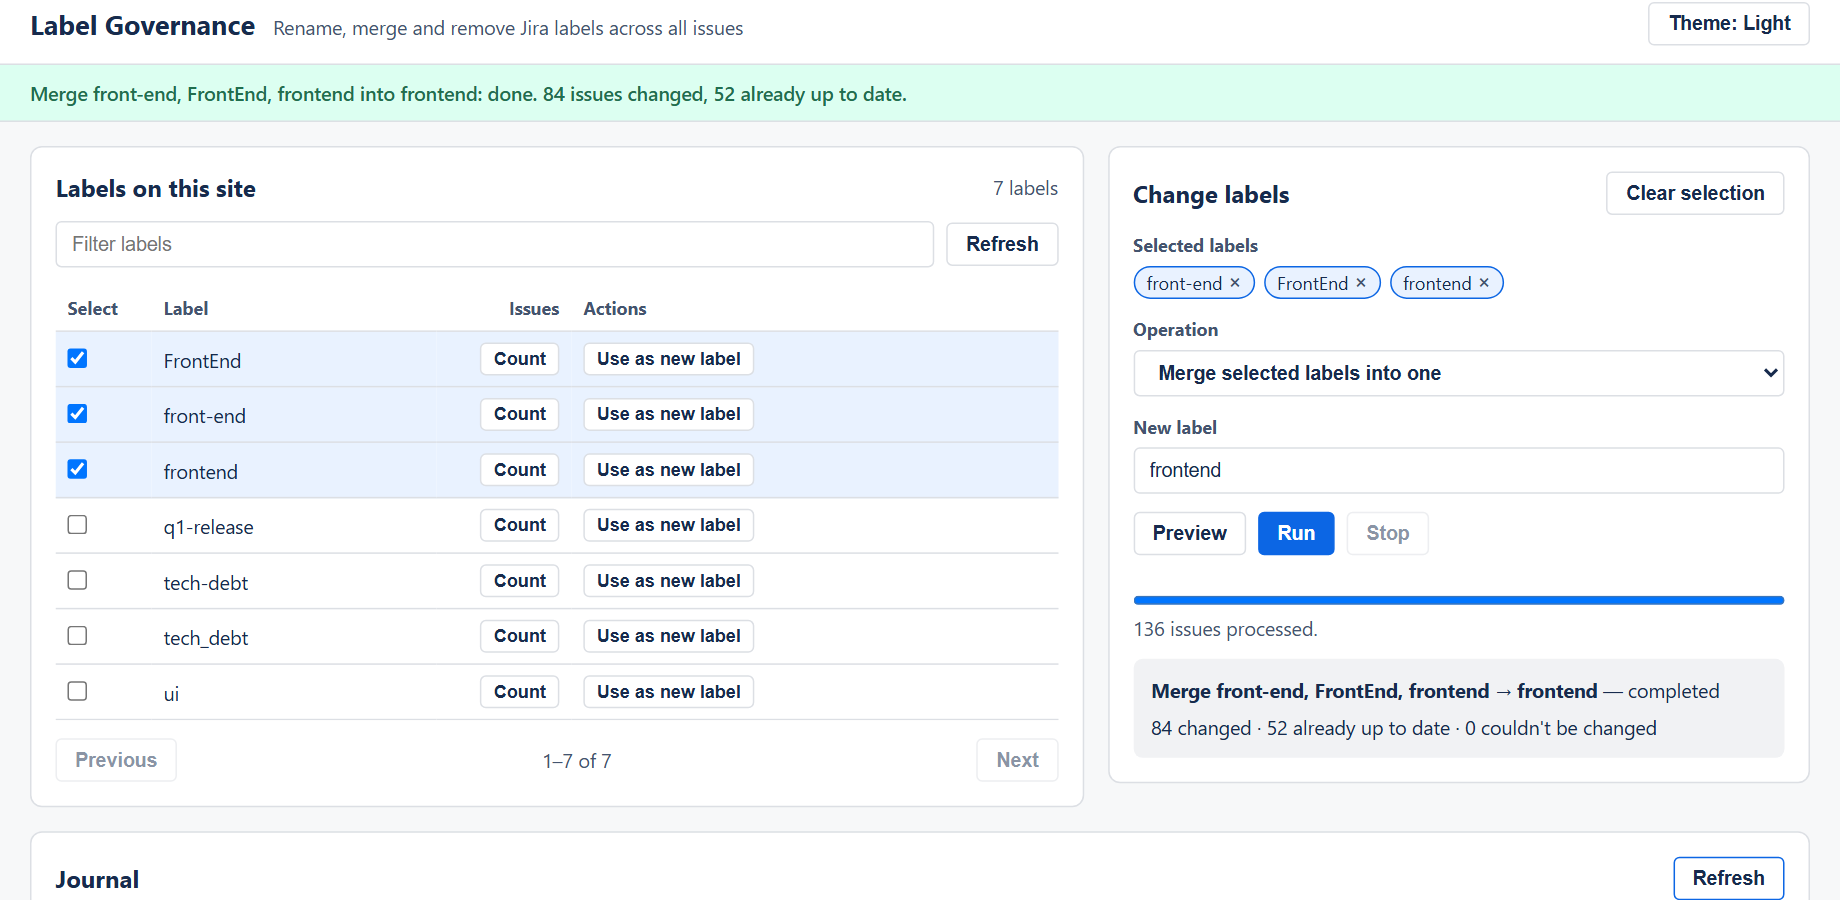 Label Governance Rename, merge and remove Jira labels across all issues
Theme: Light
Merge front-end, FrontEnd, frontend into frontend: done. 84 issues changed, 52 already up to date.
Labels on this site
7 labels
Filter labels
Refresh
Select Label Issues Actions
FrontEnd Count Use as new label
front-end Count Use as new label
frontend Count Use as new label
q1-release Count Use as new label
tech-debt Count Use as new label
tech_debt Count Use as new label
ui Count Use as new label
Previous 1–7 of 7 Next
Change labels
Clear selection
Selected labels
front-end × FrontEnd × frontend ×
Operation
Merge selected labels into one
New label
frontend
Preview Run Stop
136 issues processed.
Merge front-end, FrontEnd, frontend → frontend — completed
84 changed · 52 already up to date · 0 couldn't be changed
Journal
Refresh